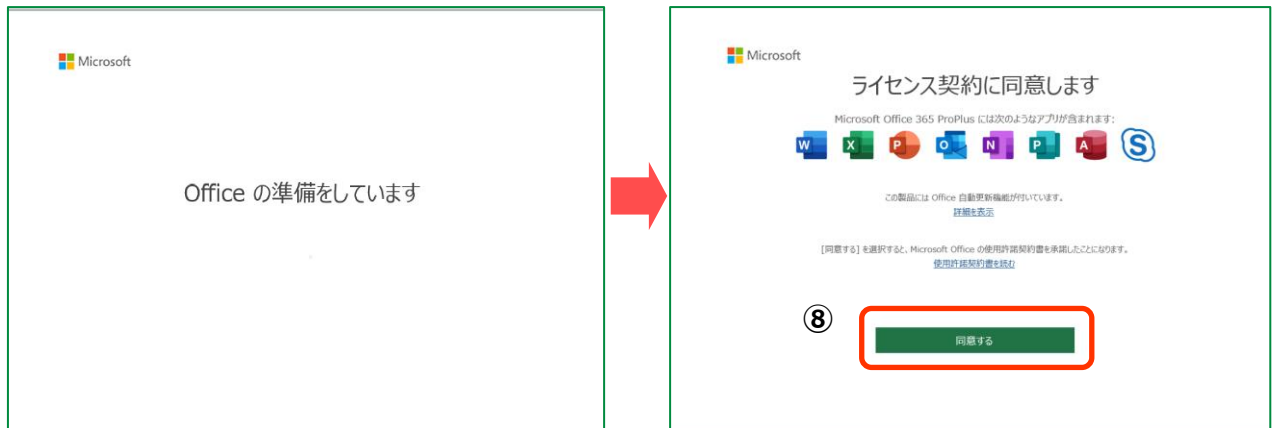 Microsoft
Office の準備をしています
Microsoft
ライセンス契約に同意します
Microsoft Office 365 ProPlus には次のようなアプリが含まれます:
W X P O N P A S
この製品には Office 自動更新機能が付いています。
詳細を表示
[同意する] を選択すると、Microsoft Office の使用許諾契約書を承諾したことになります。
使用許諾契約書を読む
⑧
同意する